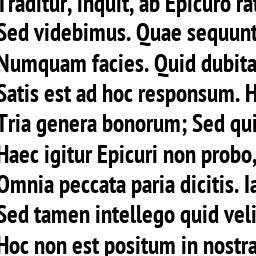 Traditur, inquit, ab Epicuro rat
Sed videbimus. Quae sequunt
Numquam facies. Quid dubita
Satis est ad hoc responsum. H
Tria genera bonorum; Sed qui
Haec igitur Epicuri non probo,
Omnia peccata paria dicitis. Ia
Sed tamen intellego quid veli
Hoc non est positum in nostra